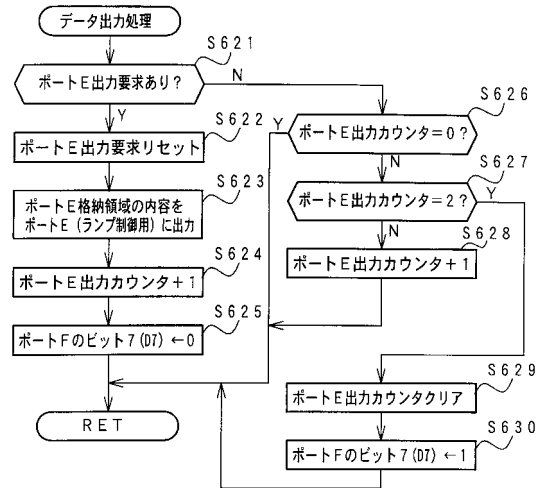 データ出力処理
S621
ポートE出力要求あり?
N
Y
S622
ポートE出力要求リセット
S623
ポートE格納領域の内容を
ポートE(ランプ制御用)に出力
S624
ポートE出力カウンタ+1
S625
ポートFのビット7(D7)←0
RET
S626
ポートE出力カウンタ=0?
Y
N
S627
ポートE出力カウンタ=2?
Y
N
S628
ポートE出力カウンタ+1
S629
ポートE出力カウンタクリア
S630
ポートFのビット7(D7)←1